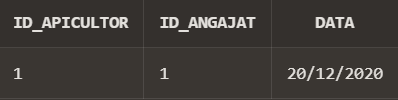 ID_APICULTOR ID_ANGAJAT DATA
1 1 20/12/2020